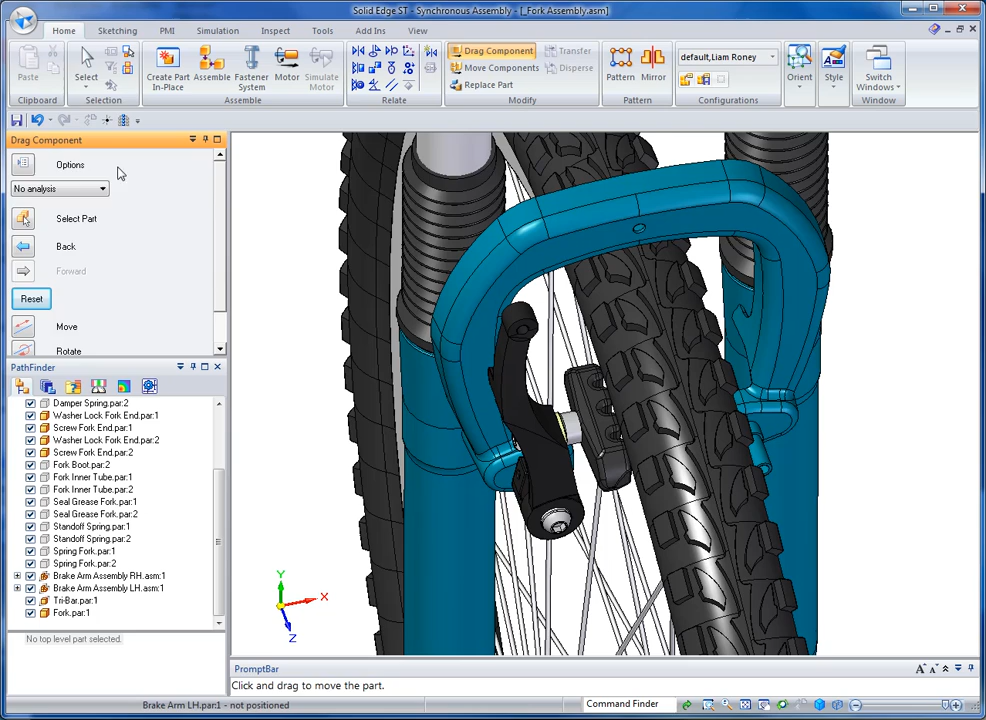 Solid Edge ST - Synchronous Assembly - [_Fork Assembly.asm]
Home Sketching PMI Simulation Inspect Tools Add Ins View
Paste
Clipboard
Select
Selection
Create Part In-Place
Assemble
Fastener System
Motor
Simulate Motor
Assemble
Relate
Drag Component
Move Components
Replace Part
Transfer
Disperse
Modify
Pattern
Mirror
Pattern
default,Liam Roney
Configurations
Orient
Style
Switch Windows
Window
Drag Component
Options
No analysis
Select Part
Back
Forward
Reset
Move
Rotate
PathFinder
Damper Spring.par:2
Washer Lock Fork End.par:1
Screw Fork End.par:1
Washer Lock Fork End.par:2
Screw Fork End.par:2
Fork Boot.par:2
Fork Inner Tube.par:1
Fork Inner Tube.par:2
Seal Grease Fork.par:1
Seal Grease Fork.par:2
Standoff Spring.par:1
Standoff Spring.par:2
Spring Fork.par:1
Spring Fork.par:2
Brake Arm Assembly RH.asm:1
Brake Arm Assembly LH.asm:1
Tri-Bar.par:1
Fork.par:1
No top level part selected.
Y
X
Z
PromptBar
Click and drag to move the part.
Brake Arm LH.par:1 - not positioned
Command Finder